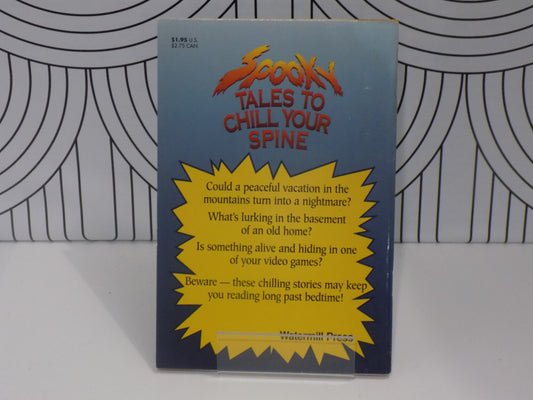 $1.95 U.S.
$2.75 CAN.
SPOOKY
TALES TO
CHILL YOUR
SPINE
Could a peaceful vacation in the
mountains turn into a nightmare?
What's lurking in the basement
of an old home?
Is something alive and hiding in one
of your video games?
Beware — these chilling stories may keep
you reading long past bedtime!
Watermill Press